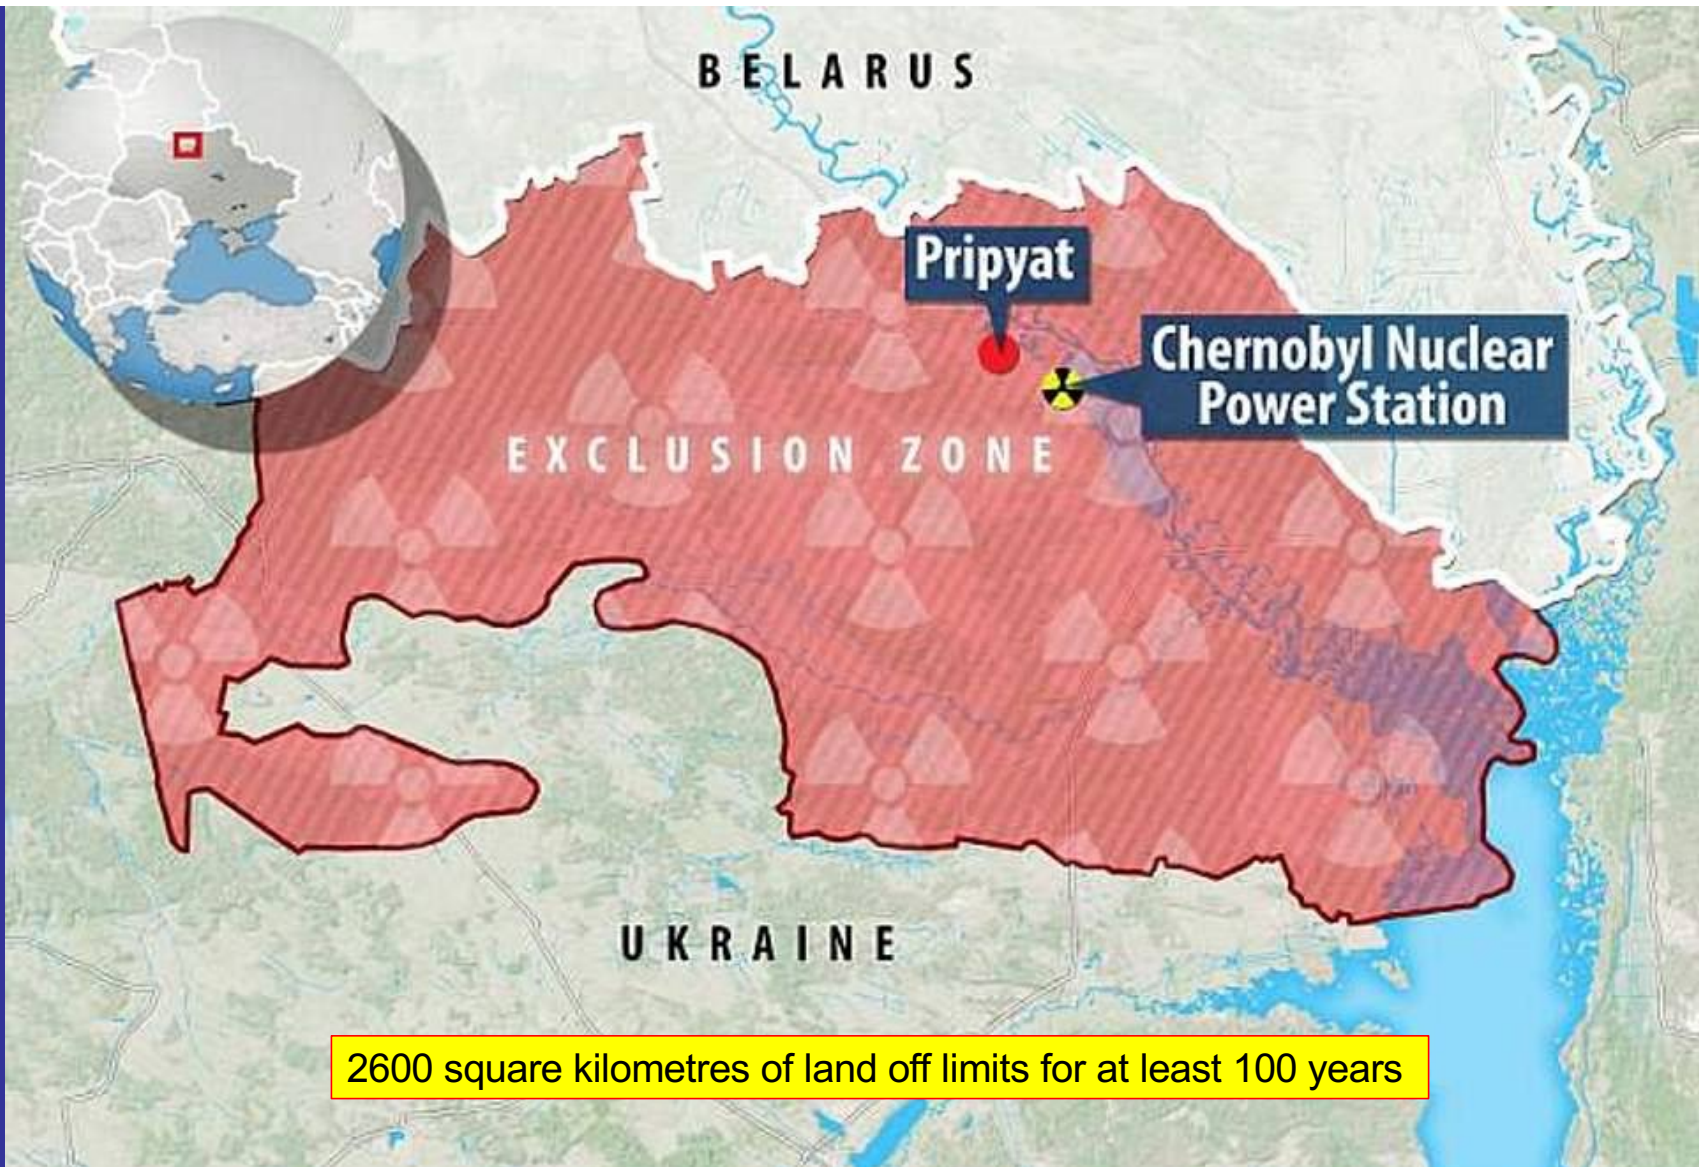 BELARUS
Pripyat
Chernobyl Nuclear
Power Station
EXCLUSION ZONE
UKRAINE
2600 square kilometres of land off limits for at least 100 years